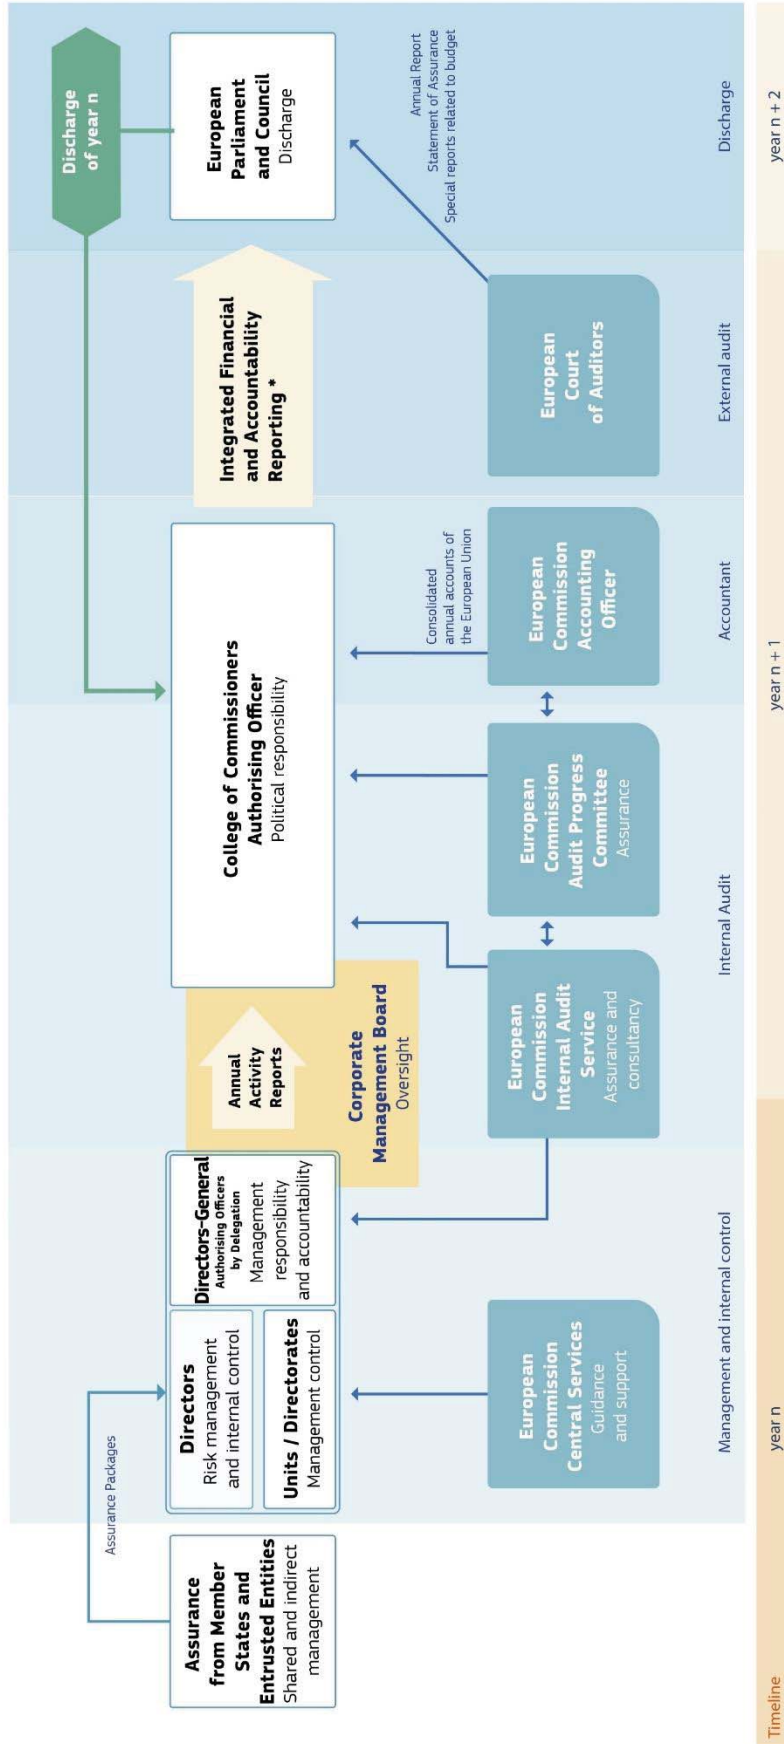 Assurance Packages
Assurance
from Member
States and
Entrusted Entities
Shared and indirect
management
Directors
Risk management
and internal control
Units / Directorates
Management control
Directors-General
Authorising Officers
by Delegation
Management
responsibility
and accountability
Annual
Activity
Reports
Corporate
Management Board
Oversight
College of Commissioners
Authorising Officer
Political responsibility
Integrated Financial
and Accountability
Reporting *
European
Parliament
and Council
Discharge
Discharge
of year n
European
Commission
Central Services
Guidance
and support
European
Commission
Internal Audit
Service
Assurance and
consultancy
European
Commission
Audit Progress
Committee
Assurance
Consolidated
annual accounts of
the European Union
European
Commission
Accounting
Officer
European
Court
of Auditors
Annual Report
Statement of Assurance
Special reports related to budget
Management and internal control
Internal Audit
Accountant
External audit
Discharge
Timeline
year n
year n + 1
year n + 2